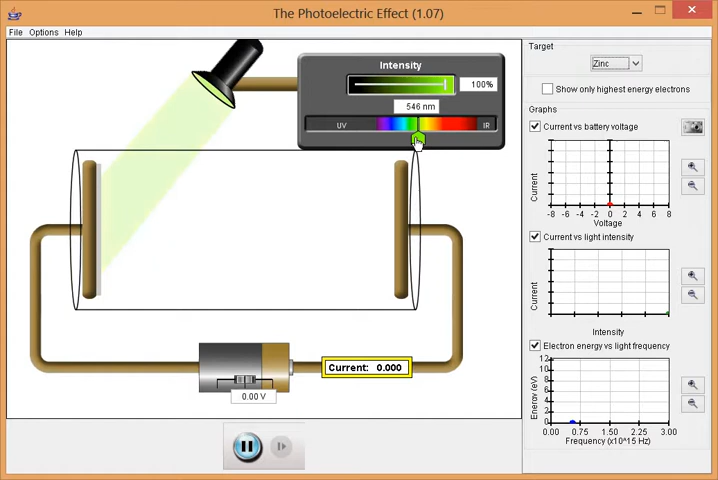 The Photoelectric Effect (1.07)
File Options Help
Intensity
100%
546 nm
UV
IR
Current: 0.000
0.00 V
Target
Zinc
Show only highest energy electrons
Graphs
Current vs battery voltage
Current
-8 -6 -4 -2 0 2 4 6 8
Voltage
Current vs light intensity
Current
Intensity
Electron energy vs light frequency
Energy (eV)
12
10
8
6
4
2
0
0.00 0.75 1.50 2.25 3.00
Frequency (x10^15 Hz)